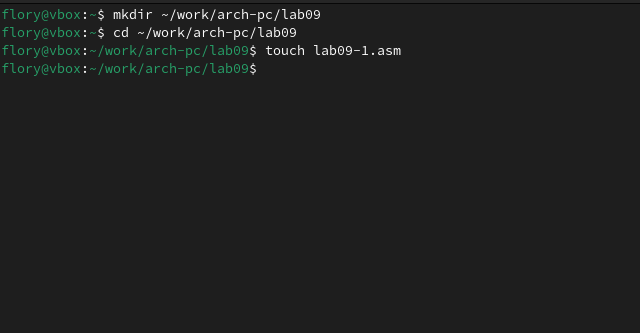 flory@vbox:~$ mkdir ~/work/arch-pc/lab09
flory@vbox:~$ cd ~/work/arch-pc/lab09
flory@vbox:~/work/arch-pc/lab09$ touch lab09-1.asm
flory@vbox:~/work/arch-pc/lab09$